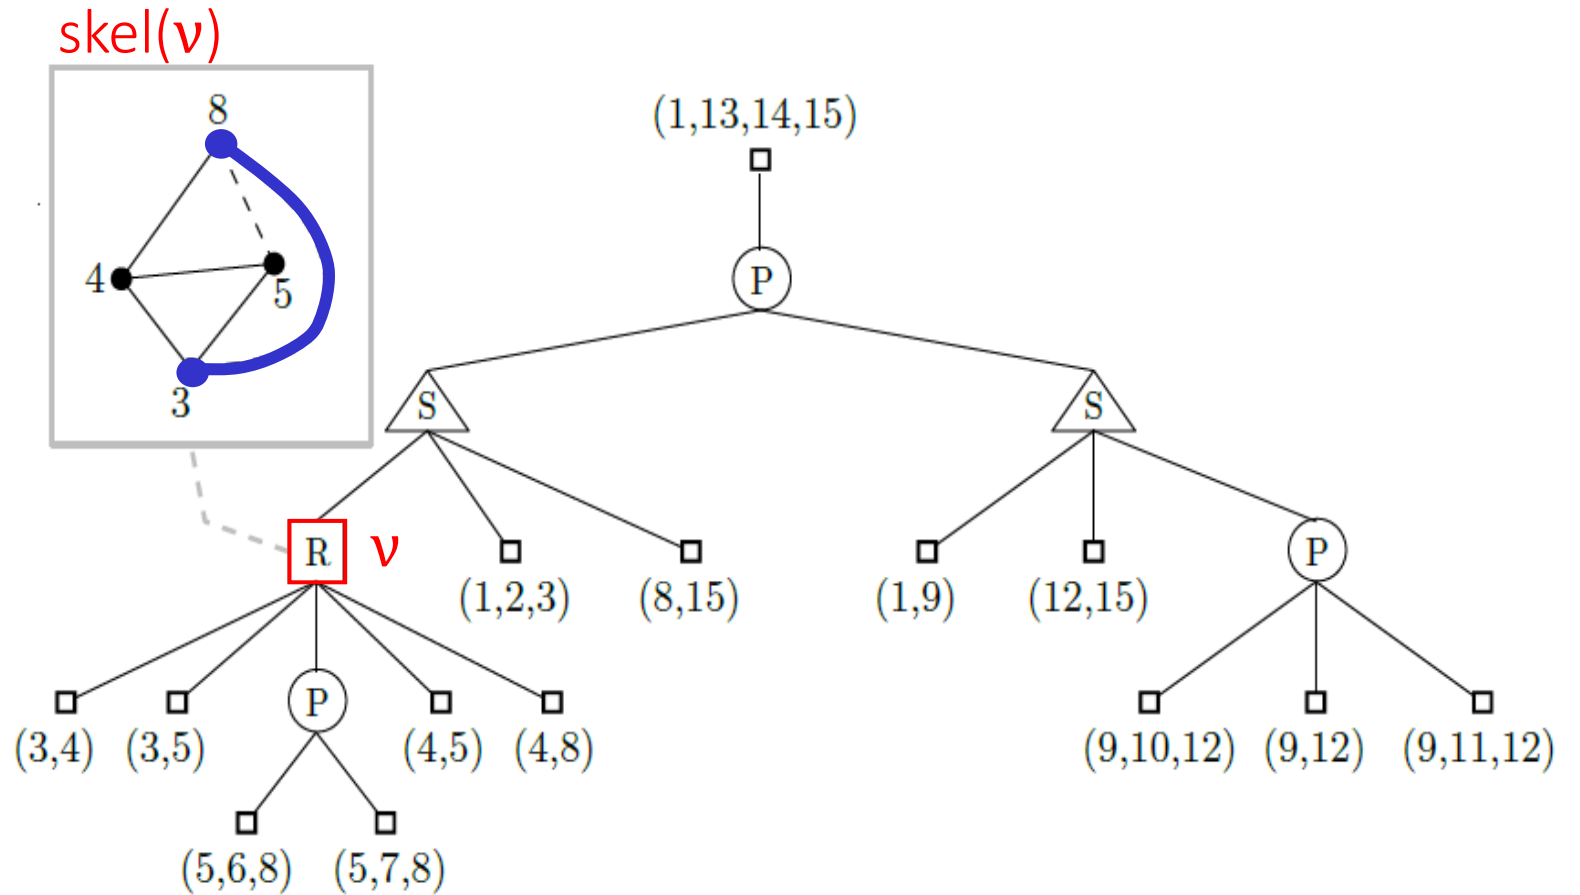 skel(ν)
8
4
5
3
(1,13,14,15)
P
S
S
R
ν
(1,2,3)
(8,15)
(1,9)
(12,15)
P
(3,4)
(3,5)
P
(4,5)
(4,8)
(9,10,12)
(9,12)
(9,11,12)
(5,6,8)
(5,7,8)